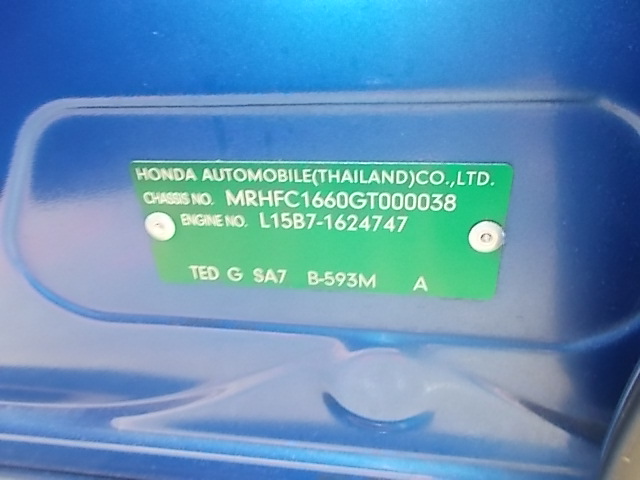 HONDA AUTOMOBILE(THAILAND)CO.,LTD.
CHASSIS NO. MRHFC1660GT000038
ENGINE NO. L15B7-1624747
TED G SA7 B-593M A